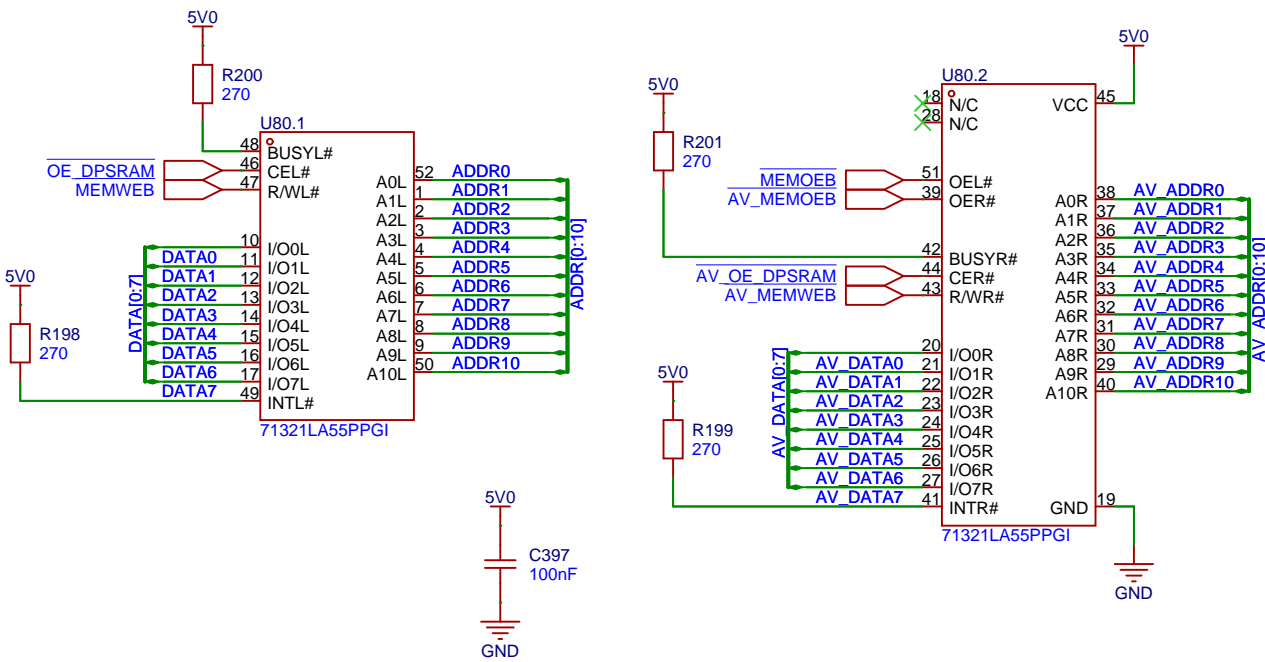 5V0
R200
270
U80.1
48 BUSYL#
OE_DPSRAM 46 CEL#
MEMWEB 47 R/WL#
A0L 52 ADDR0
A1L 1 ADDR1
A2L 2 ADDR2
A3L 3 ADDR3
A4L 4 ADDR4
A5L 5 ADDR5
A6L 6 ADDR6
A7L 7 ADDR7
A8L 8 ADDR8
A9L 9 ADDR9
A10L 50 ADDR10
ADDR[0:10]
10 I/O0L
DATA0 11 I/O1L
DATA1 12 I/O2L
DATA2 13 I/O3L
DATA3 14 I/O4L
DATA4 15 I/O5L
DATA5 16 I/O6L
DATA6 17 I/O7L
DATA7 49 INTL#
DATA[0:7]
5V0
R198
270
71321LA55PPGI
5V0
C397
100nF
GND
5V0
R201
270
U80.2
18 N/C
28 N/C
VCC 45
5V0
MEMOEB 51 OEL#
AV_MEMOEB 39 OER#
42 BUSYR#
AV_OE_DPSRAM 44 CER#
AV_MEMWEB 43 R/WR#
A0R 38 AV_ADDR0
A1R 37 AV_ADDR1
A2R 36 AV_ADDR2
A3R 35 AV_ADDR3
A4R 34 AV_ADDR4
A5R 33 AV_ADDR5
A6R 32 AV_ADDR6
A7R 31 AV_ADDR7
A8R 30 AV_ADDR8
A9R 29 AV_ADDR9
A10R 40 AV_ADDR10
AV_ADDR[0:10]
20 I/O0R
AV_DATA0 21 I/O1R
AV_DATA1 22 I/O2R
AV_DATA2 23 I/O3R
AV_DATA3 24 I/O4R
AV_DATA4 25 I/O5R
AV_DATA5 26 I/O6R
AV_DATA6 27 I/O7R
AV_DATA7 41 INTR#
AV_DATA[0:7]
5V0
R199
270
GND 19
GND
71321LA55PPGI